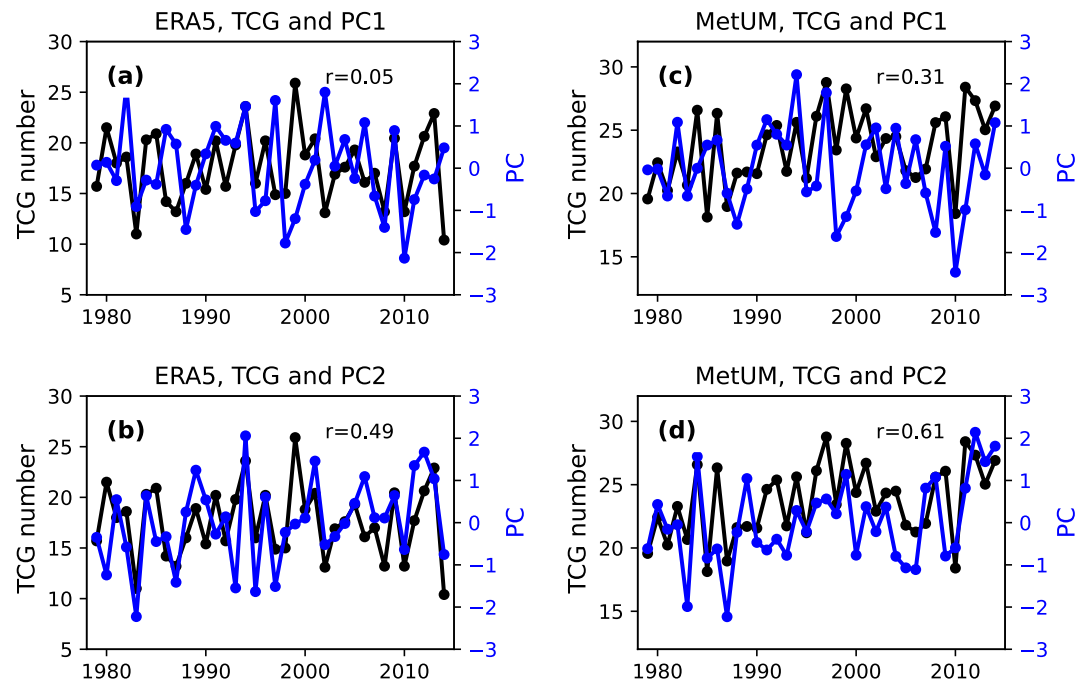 ERA5, TCG and PC1
(a)
r=0.05
TCG number
PC
30
25
20
15
10
5
3
2
1
0
−1
−2
−3
1980 1990 2000 2010
MetUM, TCG and PC1
(c)
r=0.31
TCG number
PC
30
25
20
15
3
2
1
0
−1
−2
−3
1980 1990 2000 2010
ERA5, TCG and PC2
(b)
r=0.49
TCG number
PC
30
25
20
15
10
5
3
2
1
0
−1
−2
−3
1980 1990 2000 2010
MetUM, TCG and PC2
(d)
r=0.61
TCG number
PC
30
25
20
15
3
2
1
0
−1
−2
−3
1980 1990 2000 2010